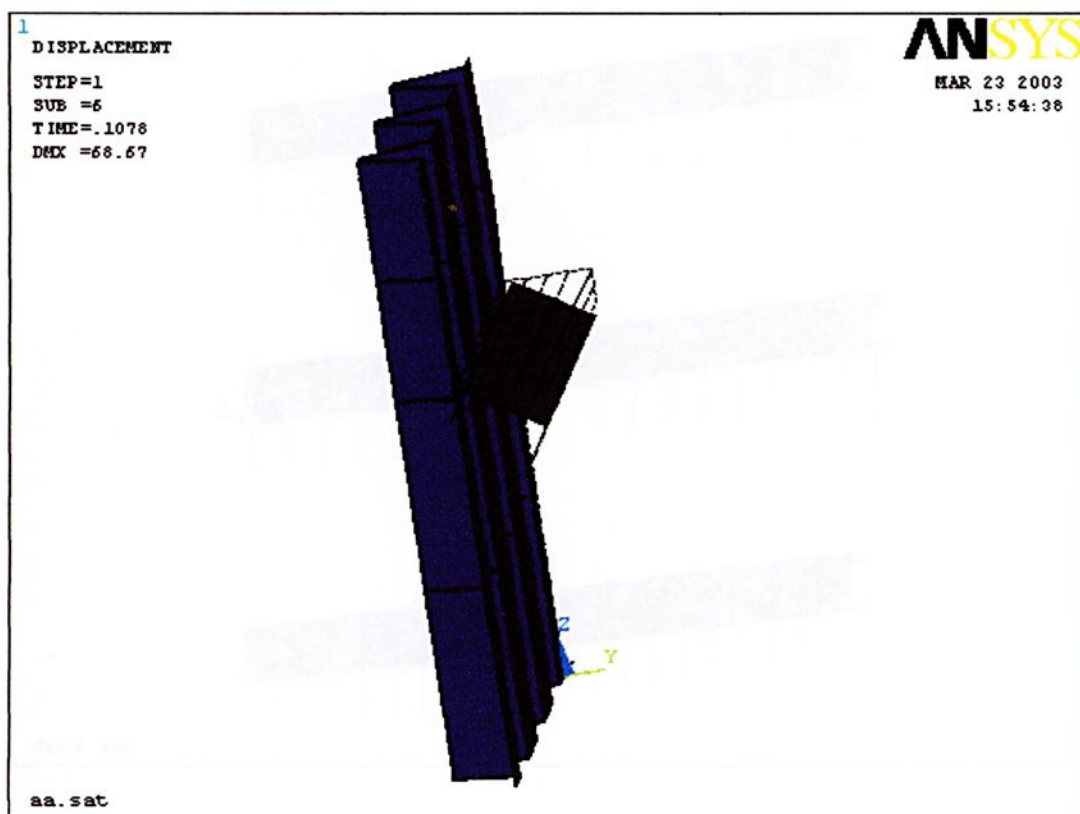 1
DISPLACEMENT
STEP=1
SUB =6
TIME=.1078
DMX =68.67
ANSYS
MAR 23 2003
15:54:38
Z
Y
aa.sat